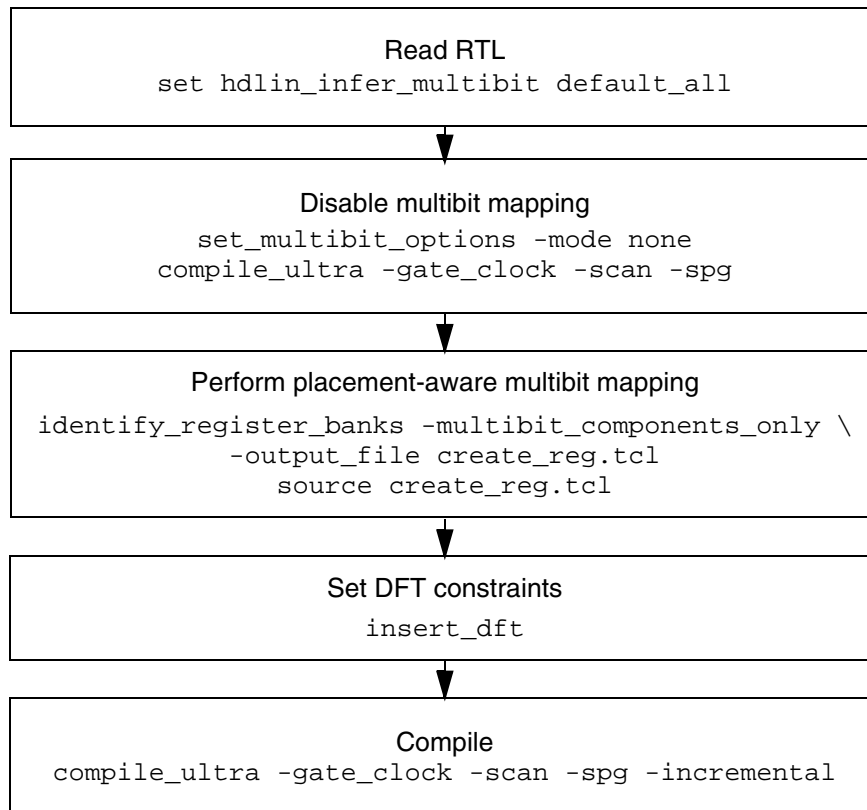 Read RTL
set hdlin_infer_multibit default_all
Disable multibit mapping
set_multibit_options -mode none
compile_ultra -gate_clock -scan -spg
Perform placement-aware multibit mapping
identify_register_banks -multibit_components_only \
-output_file create_reg.tcl
source create_reg.tcl
Set DFT constraints
insert_dft
Compile
compile_ultra -gate_clock -scan -spg -incremental